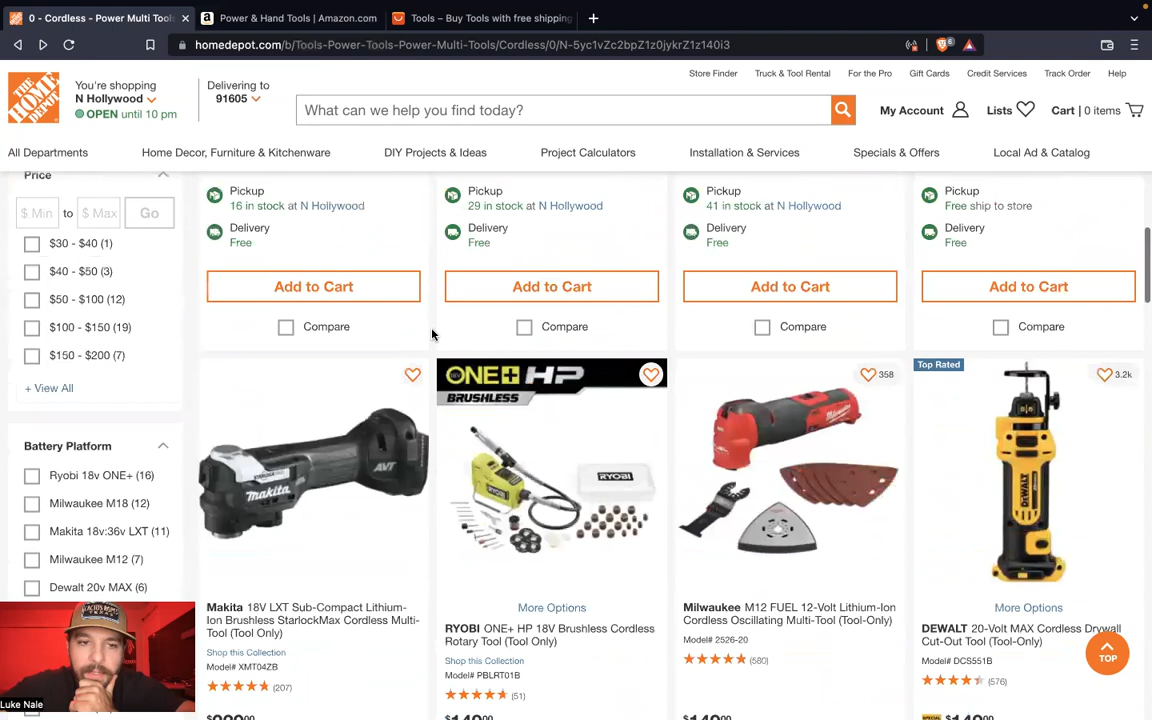 0 - Cordless - Power Multi Tools
Power & Hand Tools | Amazon.com
Tools – Buy Tools with free shipping
homedepot.com/b/Tools-Power-Tools-Power-Multi-Tools/Cordless/0/N-5yc1vZc2bpZ1z0jykrZ1z140i3
6
Store Finder
Truck & Tool Rental
For the Pro
Gift Cards
Credit Services
Track Order
Help
THE HOME DEPOT
You're shopping
N Hollywood
OPEN until 10 pm
Delivering to
91605
What can we help you find today?
My Account
Lists
Cart | 0 items
All Departments
Home Decor, Furniture & Kitchenware
DIY Projects & Ideas
Project Calculators
Installation & Services
Specials & Offers
Local Ad & Catalog
Price
$ Min to $ Max Go
$30 - $40 (1)
$40 - $50 (3)
$50 - $100 (12)
$100 - $150 (19)
$150 - $200 (7)
+ View All
Battery Platform
Ryobi 18v ONE+ (16)
Milwaukee M18 (12)
Makita 18v:36v LXT (11)
Milwaukee M12 (7)
Dewalt 20v MAX (6)
Luke Nale
Pickup
16 in stock at N Hollywood
Delivery
Free
Add to Cart
Compare
Pickup
29 in stock at N Hollywood
Delivery
Free
Add to Cart
Compare
Pickup
41 in stock at N Hollywood
Delivery
Free
Add to Cart
Compare
Pickup
Free ship to store
Delivery
Free
Add to Cart
Compare
makita
AVT
Makita 18V LXT Sub-Compact Lithium-
Ion Brushless StarlockMax Cordless Multi-
Tool (Tool Only)
Shop this Collection
Model# XMT04ZB
(207)
ONE+ HP
BRUSHLESS
RYOBI
More Options
RYOBI ONE+ HP 18V Brushless Cordless
Rotary Tool (Tool Only)
Shop this Collection
Model# PBLRT01B
(51)
358
Milwaukee
Milwaukee M12 FUEL 12-Volt Lithium-Ion
Cordless Oscillating Multi-Tool (Tool-Only)
Model# 2526-20
(580)
Top Rated
3.2k
DEWALT
More Options
DEWALT 20-Volt MAX Cordless Drywall
Cut-Out Tool (Tool-Only)
Model# DCS551B
(576)
TOP